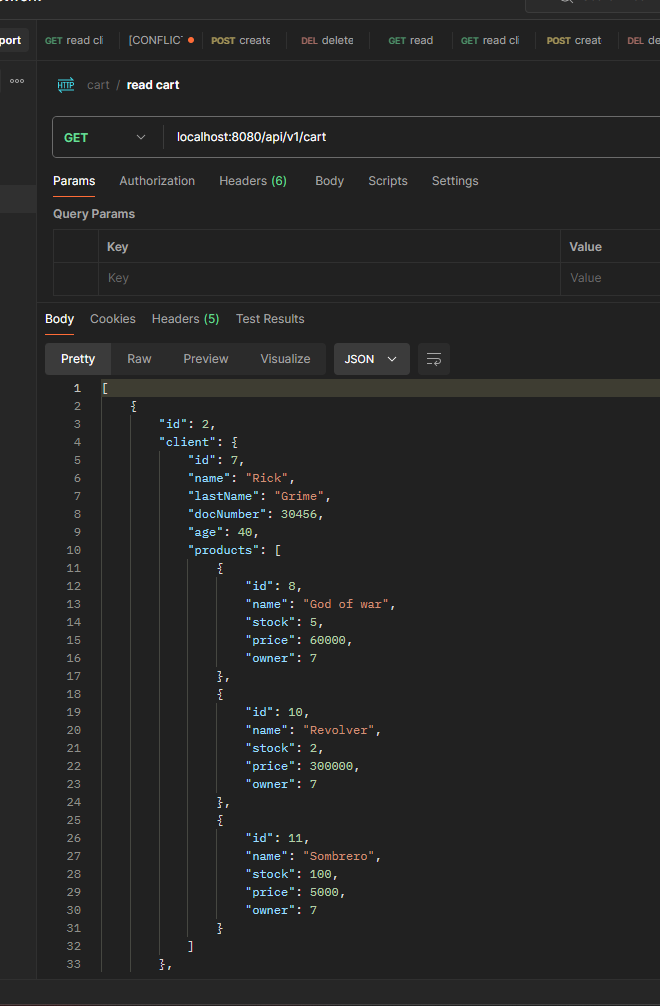 port GET read cli [CONFLICT POST create DEL delete GET read GET read cli POST creat DEL de
cart / read cart
GET localhost:8080/api/v1/cart
Params Authorization Headers (6) Body Scripts Settings
Query Params
Key Value
Key Value
Body Cookies Headers (5) Test Results
Pretty Raw Preview Visualize JSON
1 [
2 {
3 "id": 2,
4 "client": {
5 "id": 7,
6 "name": "Rick",
7 "lastName": "Grime",
8 "docNumber": 30456,
9 "age": 40,
10 "products": [
11 {
12 "id": 8,
13 "name": "God of war",
14 "stock": 5,
15 "price": 60000,
16 "owner": 7
17 },
18 {
19 "id": 10,
20 "name": "Revolver",
21 "stock": 2,
22 "price": 300000,
23 "owner": 7
24 },
25 {
26 "id": 11,
27 "name": "Sombrero",
28 "stock": 100,
29 "price": 5000,
30 "owner": 7
31 }
32 ]
33 },